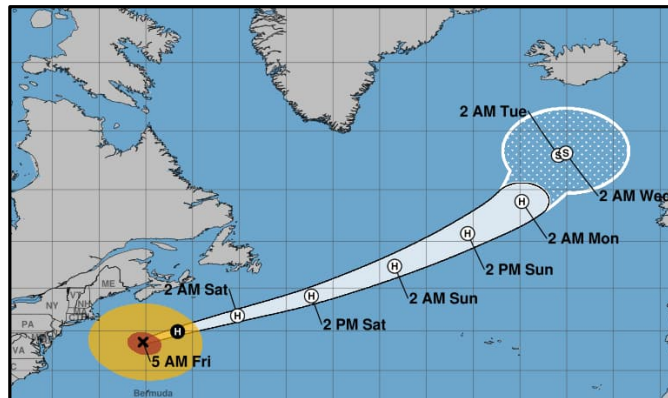 2 AM Tue
S
S
2 AM Wed
H
2 AM Mon
H
2 PM Sun
H
2 AM Sun
2 AM Sat
H
2 PM Sat
H
H
5 AM Fri
ME
VT
NH
NY
PA
VA
Bermuda